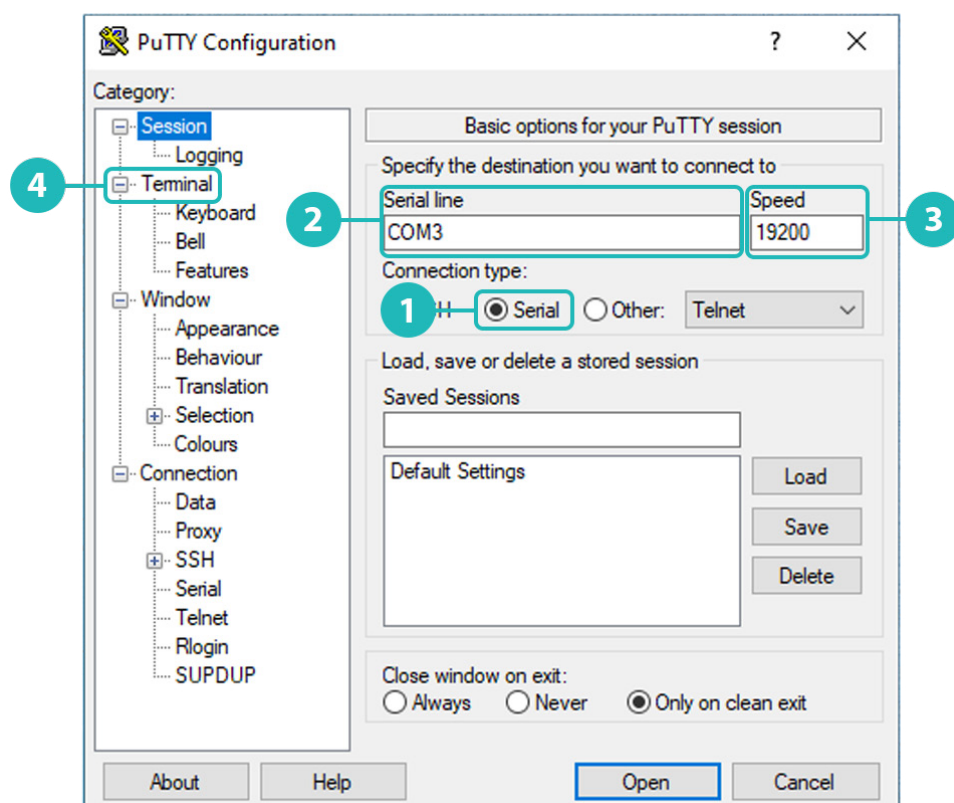 PuTTY Configuration
?
Category:
Session
Logging
4
Terminal
Keyboard
Bell
Features
Window
Appearance
Behaviour
Translation
Selection
Colours
Connection
Data
Proxy
SSH
Serial
Telnet
Rlogin
SUPDUP
Basic options for your PuTTY session
Specify the destination you want to connect to
Serial line
Speed
2
COM3
19200
3
Connection type:
1
H
Serial
Other:
Telnet
Load, save or delete a stored session
Saved Sessions
Default Settings
Load
Save
Delete
Close window on exit:
Always
Never
Only on clean exit
About
Help
Open
Cancel